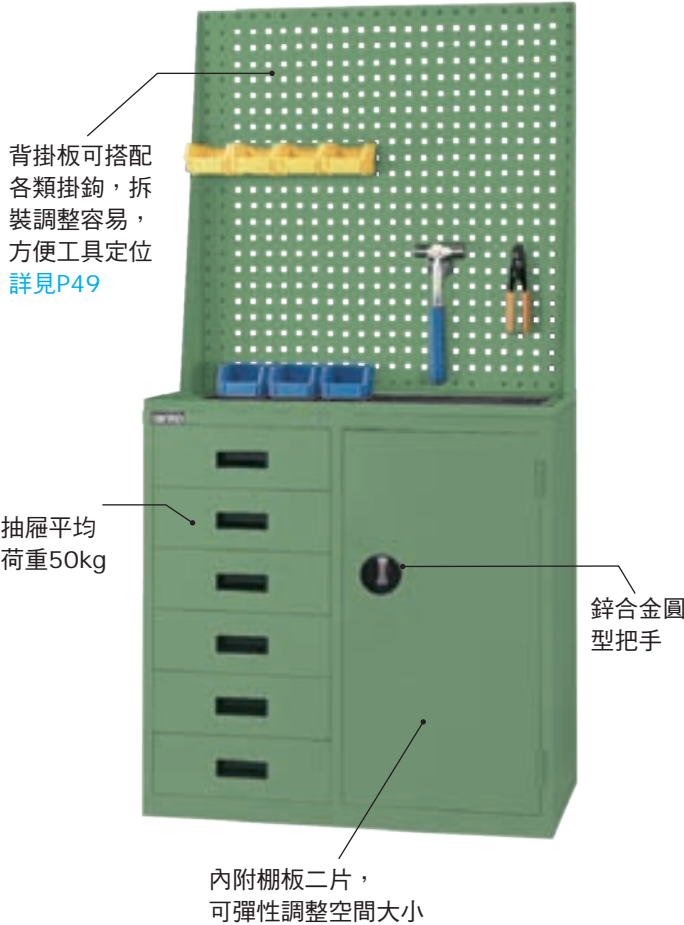 背掛板可搭配
各類掛鉤，拆
裝調整容易，
方便工具定位
詳見P49
抽屜平均
荷重50kg
鋅合金圓
型把手
內附棚板二片，
可彈性調整空間大小